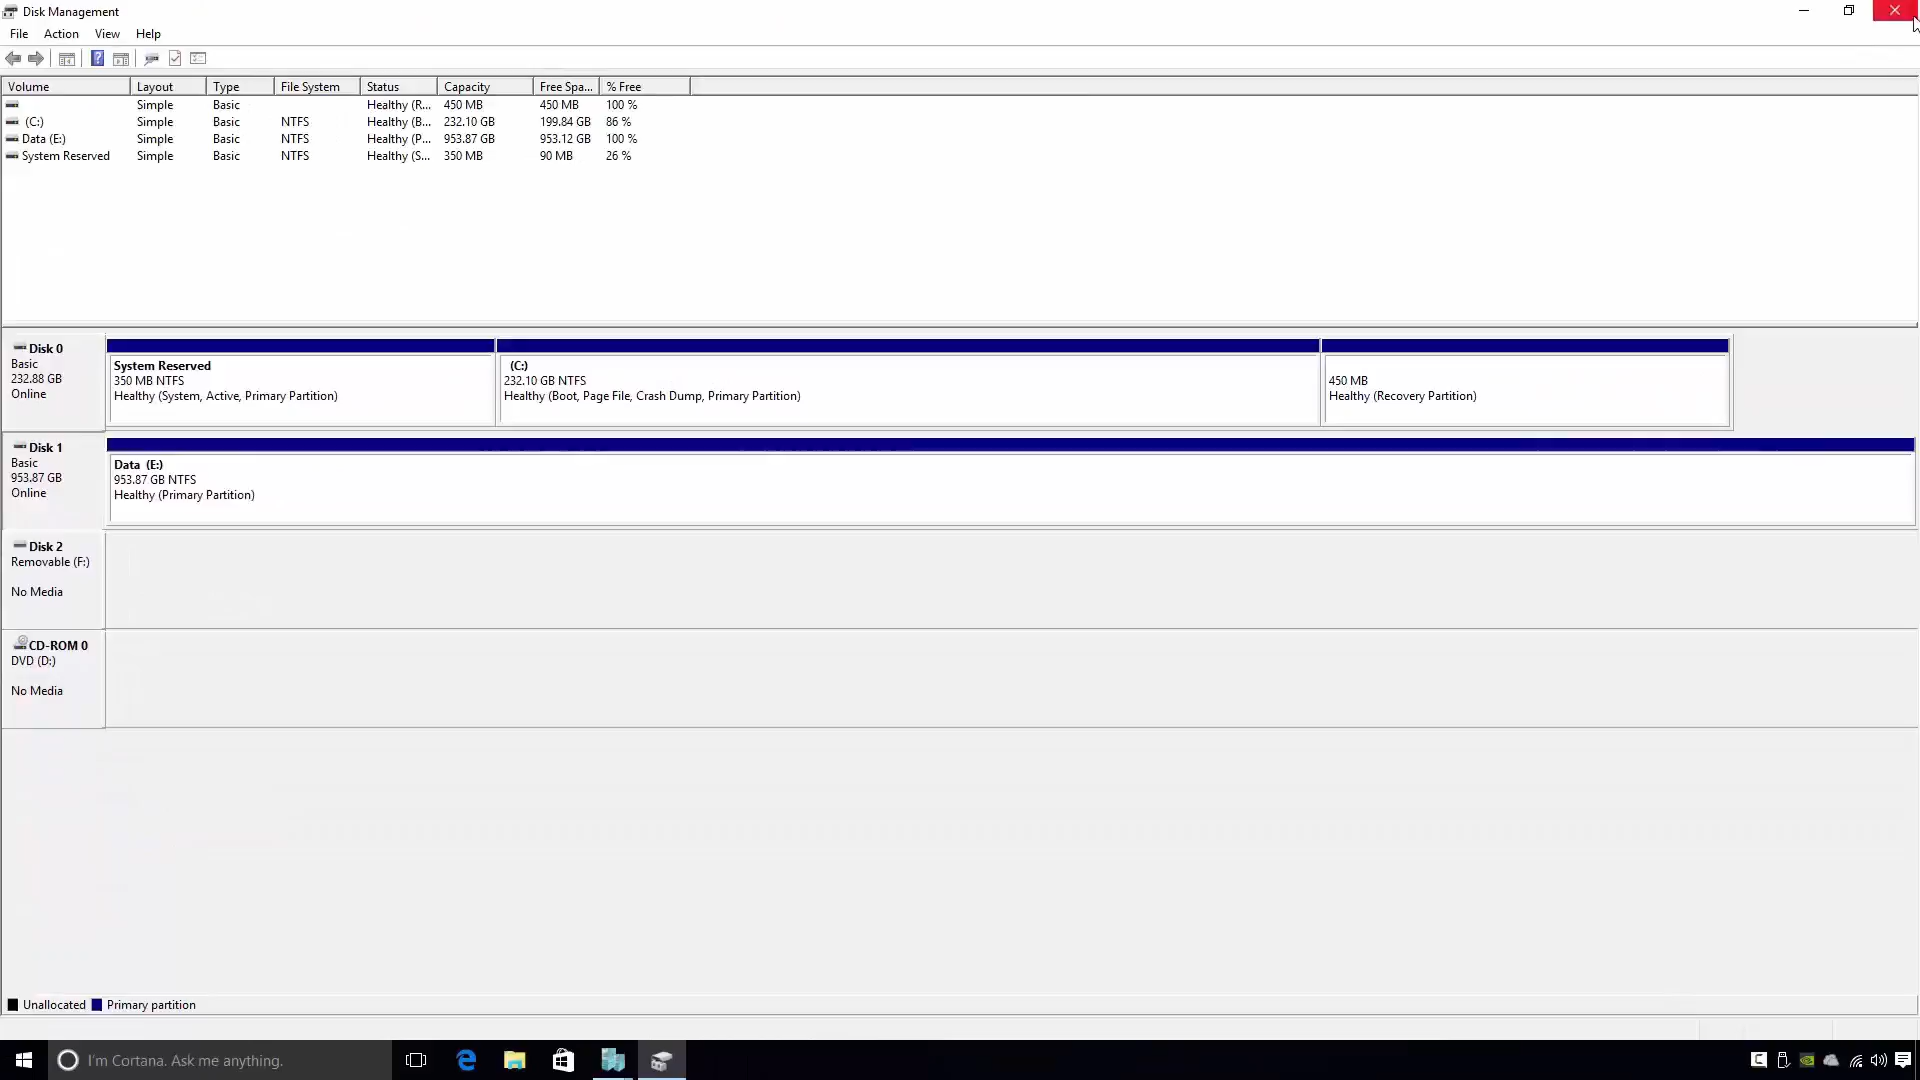 Disk Management
File Action View Help
Volume Layout Type File System Status Capacity Free Spa... % Free
Simple Basic Healthy (R... 450 MB 450 MB 100 %
(C:) Simple Basic NTFS Healthy (B... 232.10 GB 199.84 GB 86 %
Data (E:) Simple Basic NTFS Healthy (P... 953.87 GB 953.12 GB 100 %
System Reserved Simple Basic NTFS Healthy (S... 350 MB 90 MB 26 %
Disk 0
Basic
232.88 GB
Online
System Reserved
350 MB NTFS
Healthy (System, Active, Primary Partition)
(C:)
232.10 GB NTFS
Healthy (Boot, Page File, Crash Dump, Primary Partition)
450 MB
Healthy (Recovery Partition)
Disk 1
Basic
953.87 GB
Online
Data (E:)
953.87 GB NTFS
Healthy (Primary Partition)
Disk 2
Removable (F:)
No Media
CD-ROM 0
DVD (D:)
No Media
Unallocated Primary partition
I'm Cortana. Ask me anything.